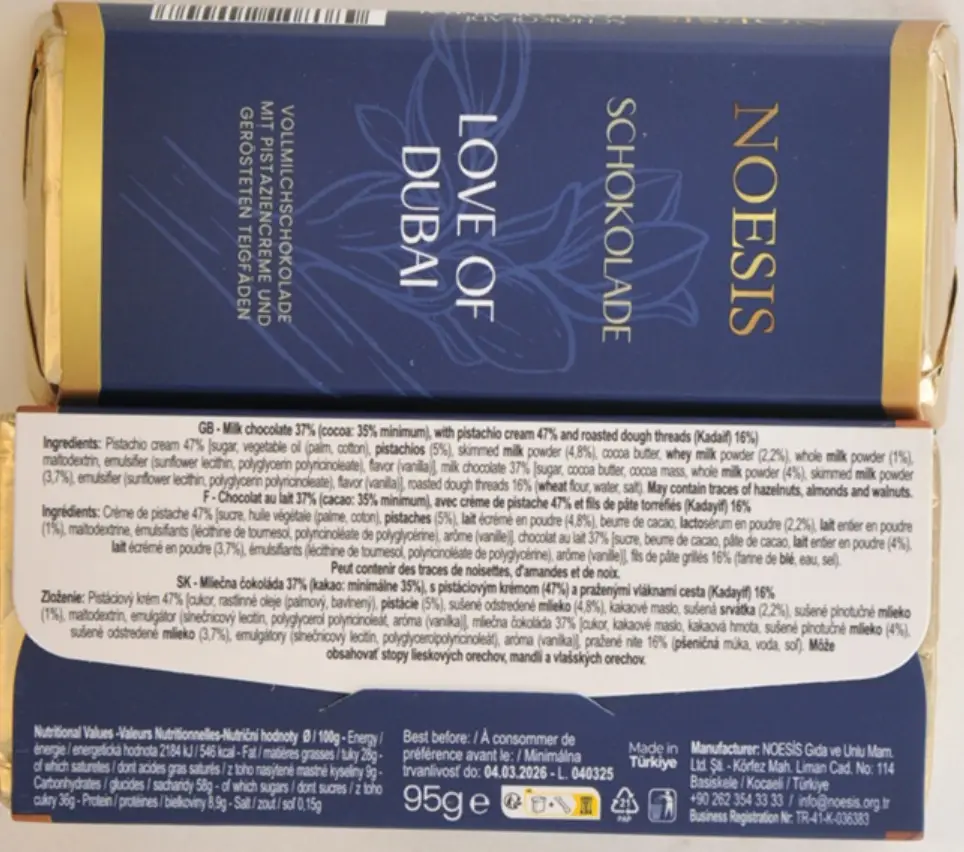 NOESIS
SCHOKOLADE
LOVE OF
DUBAI
VOLLMILCHSCHOKOLADE
MIT PISTAZIENCREME UND
GERÖSTETEN TEIGFÄDEN
GB - Milk chocolate 37% (cocoa: 35% minimum), with pistachio cream 47% and roasted dough threads (Kadaif) 16%)
Ingredients: Pistachio cream 47% [sugar, vegetable oil (palm, cotton), pistachios (5%), skimmed milk powder (4,8%), cocoa butter, whey milk powder (2,2%), whole milk powder (1%),
maltodextrin, emulsifier (sunflower lecithin, polyglycerin polyricinoleate), flavor (vanilla)], milk chocolate 37% [sugar, cocoa butter, cocoa mass, whole milk powder (4%), skimmed milk powder
(3,7%), emulsifier (sunflower lecithin, polyglycerin polyricinoleate), flavor (vanilla)], roasted dough threads 16% (wheat flour, water, salt). May contain traces of hazelnuts, almonds and walnuts.
F - Chocolat au lait 37% (cacao: 35% minimum), avec crème de pistache 47% et fils de pâte torréfiés (Kadayif) 16%
Ingrédients: Crème de pistache 47% [sucre, huile végétale (palme, coton), pistaches (5%), lait écrémé en poudre (4,8%), beurre de cacao, lactosérum en poudre (2,2%), lait entier en poudre
(1%), maltodextrine, émulsifiants (lécithine de tournesol, polyricinoléate de polyglycérine), arôme (vanille)], chocolat au lait 37% [sucre, beurre de cacao, pâte de cacao, lait entier en poudre (4%),
lait écrémé en poudre (3,7%), émulsifiants (lécithine de tournesol, polyricinoléate de polyglycérine), arôme (vanille)], fils de pâte grillés 16% (farine de blé, eau, sel).
Peut contenir des traces de noisettes, d'amandes et de noix.
SK - Mliečna čokoláda 37% (kakao: minimálne 35%), s pistáciovým krémom (47%) a praženými vláknami cesta (Kadayif) 16%
Zloženie: Pistáciový krém 47% [cukor, rastlinné oleje (palmový, bavlnený), pistácie (5%), sušené odstredené mlieko (4,8%), kakaové maslo, sušená srvátka (2,2%), sušené plnotučné mlieko
(1%), maltodextrin, emulgátor (slnečnicový lecitín, polyglycerol polyricinoleát, aróma (vanilka)], mliečna čokoláda 37% [cukor, kakaové maslo, kakaová hmota, sušené plnotučné mlieko (4%),
sušené odstredené mlieko (3,7%), emulgátory (slnečnicový lecitín, polyglycerolpolyricinoleát), aróma (vanilka)], pražené nite 16% (pšeničná múka, voda, soľ). Môže
obsahovať stopy lieskových orechov, mandlí a vlašských orechov.
Nutritional Values -Valeurs Nutritionnelles-Nutriční hodnoty Ø / 100g - Energy /
énergie / energetická hodnota 2184 kJ / 546 kcal - Fat / matières grasses / tuky 28g -
of which saturetes / dont acides gras saturés / z toho nasýtené mastné kyseliny 9g -
Carbonhydrates / glucides / sacharidy 58g - of which sugars / dont sucres / z toho
cukry 36g - Protein / protéines / bielkoviny 8,9g - Salt / zout / soľ 0,15g
Best before: / À consommer de
préférence avant le: / Minimálna
trvanlivosť do: 04.03.2026 - L. 040325
95g e
21
PAP
Made in
Türkiye
Manufacturer: NOESİS Gıda ve Unlu Mam.
Ltd. Şti. - Körfez Mah. Liman Cad. No: 114
Basiskele / Kocaeli / Türkiye
+90 262 354 33 33 / info@noesis.org.tr
Business Registration Nr: TR-41-K-036383